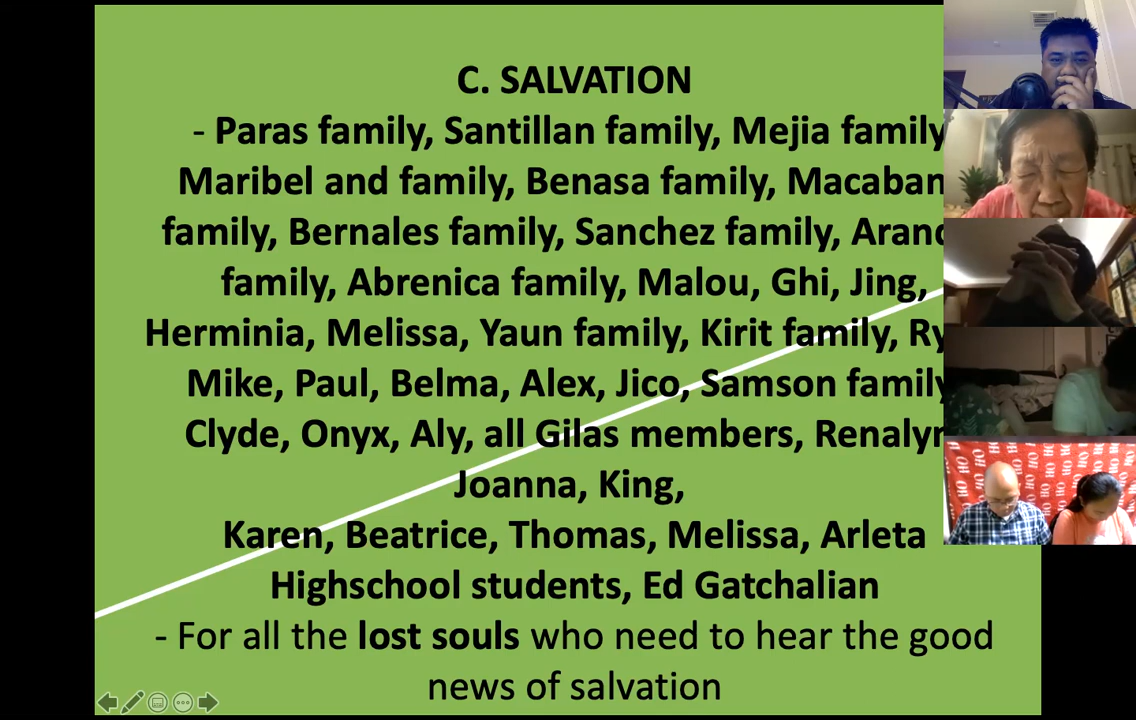 C. SALVATION
- Paras family, Santillan family, Mejia family
Maribel and family, Benasa family,
family, Bernales family, Sanchez family,
family, Abrenica family, Malou, Ghi, Jing,
Herminia, Melissa, Yaun family, Kirit family,
Mike, Paul, Belma, Alex, Jico, Samson family
Clyde, Onyx, Aly, all Gilas members,
Joanna, King,
Karen, Beatrice, Thomas, Melissa, Arleta
Highschool students, Ed Gatchalian
- For all the lost souls who need to hear the good
news of salvation